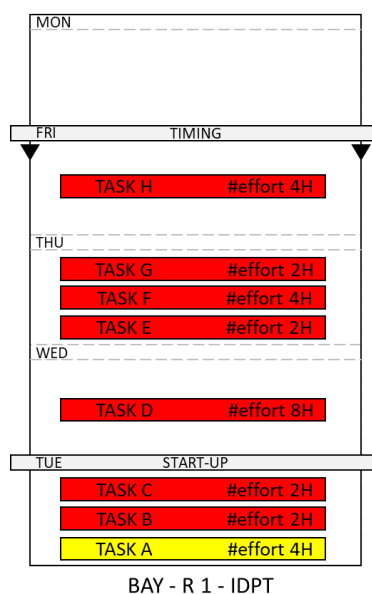 MON
FRI TIMING
TASK H #effort 4H
THU
TASK G #effort 2H
TASK F #effort 4H
TASK E #effort 2H
WED
TASK D #effort 8H
TUE START-UP
TASK C #effort 2H
TASK B #effort 2H
TASK A #effort 4H
BAY - R 1 - IDPT